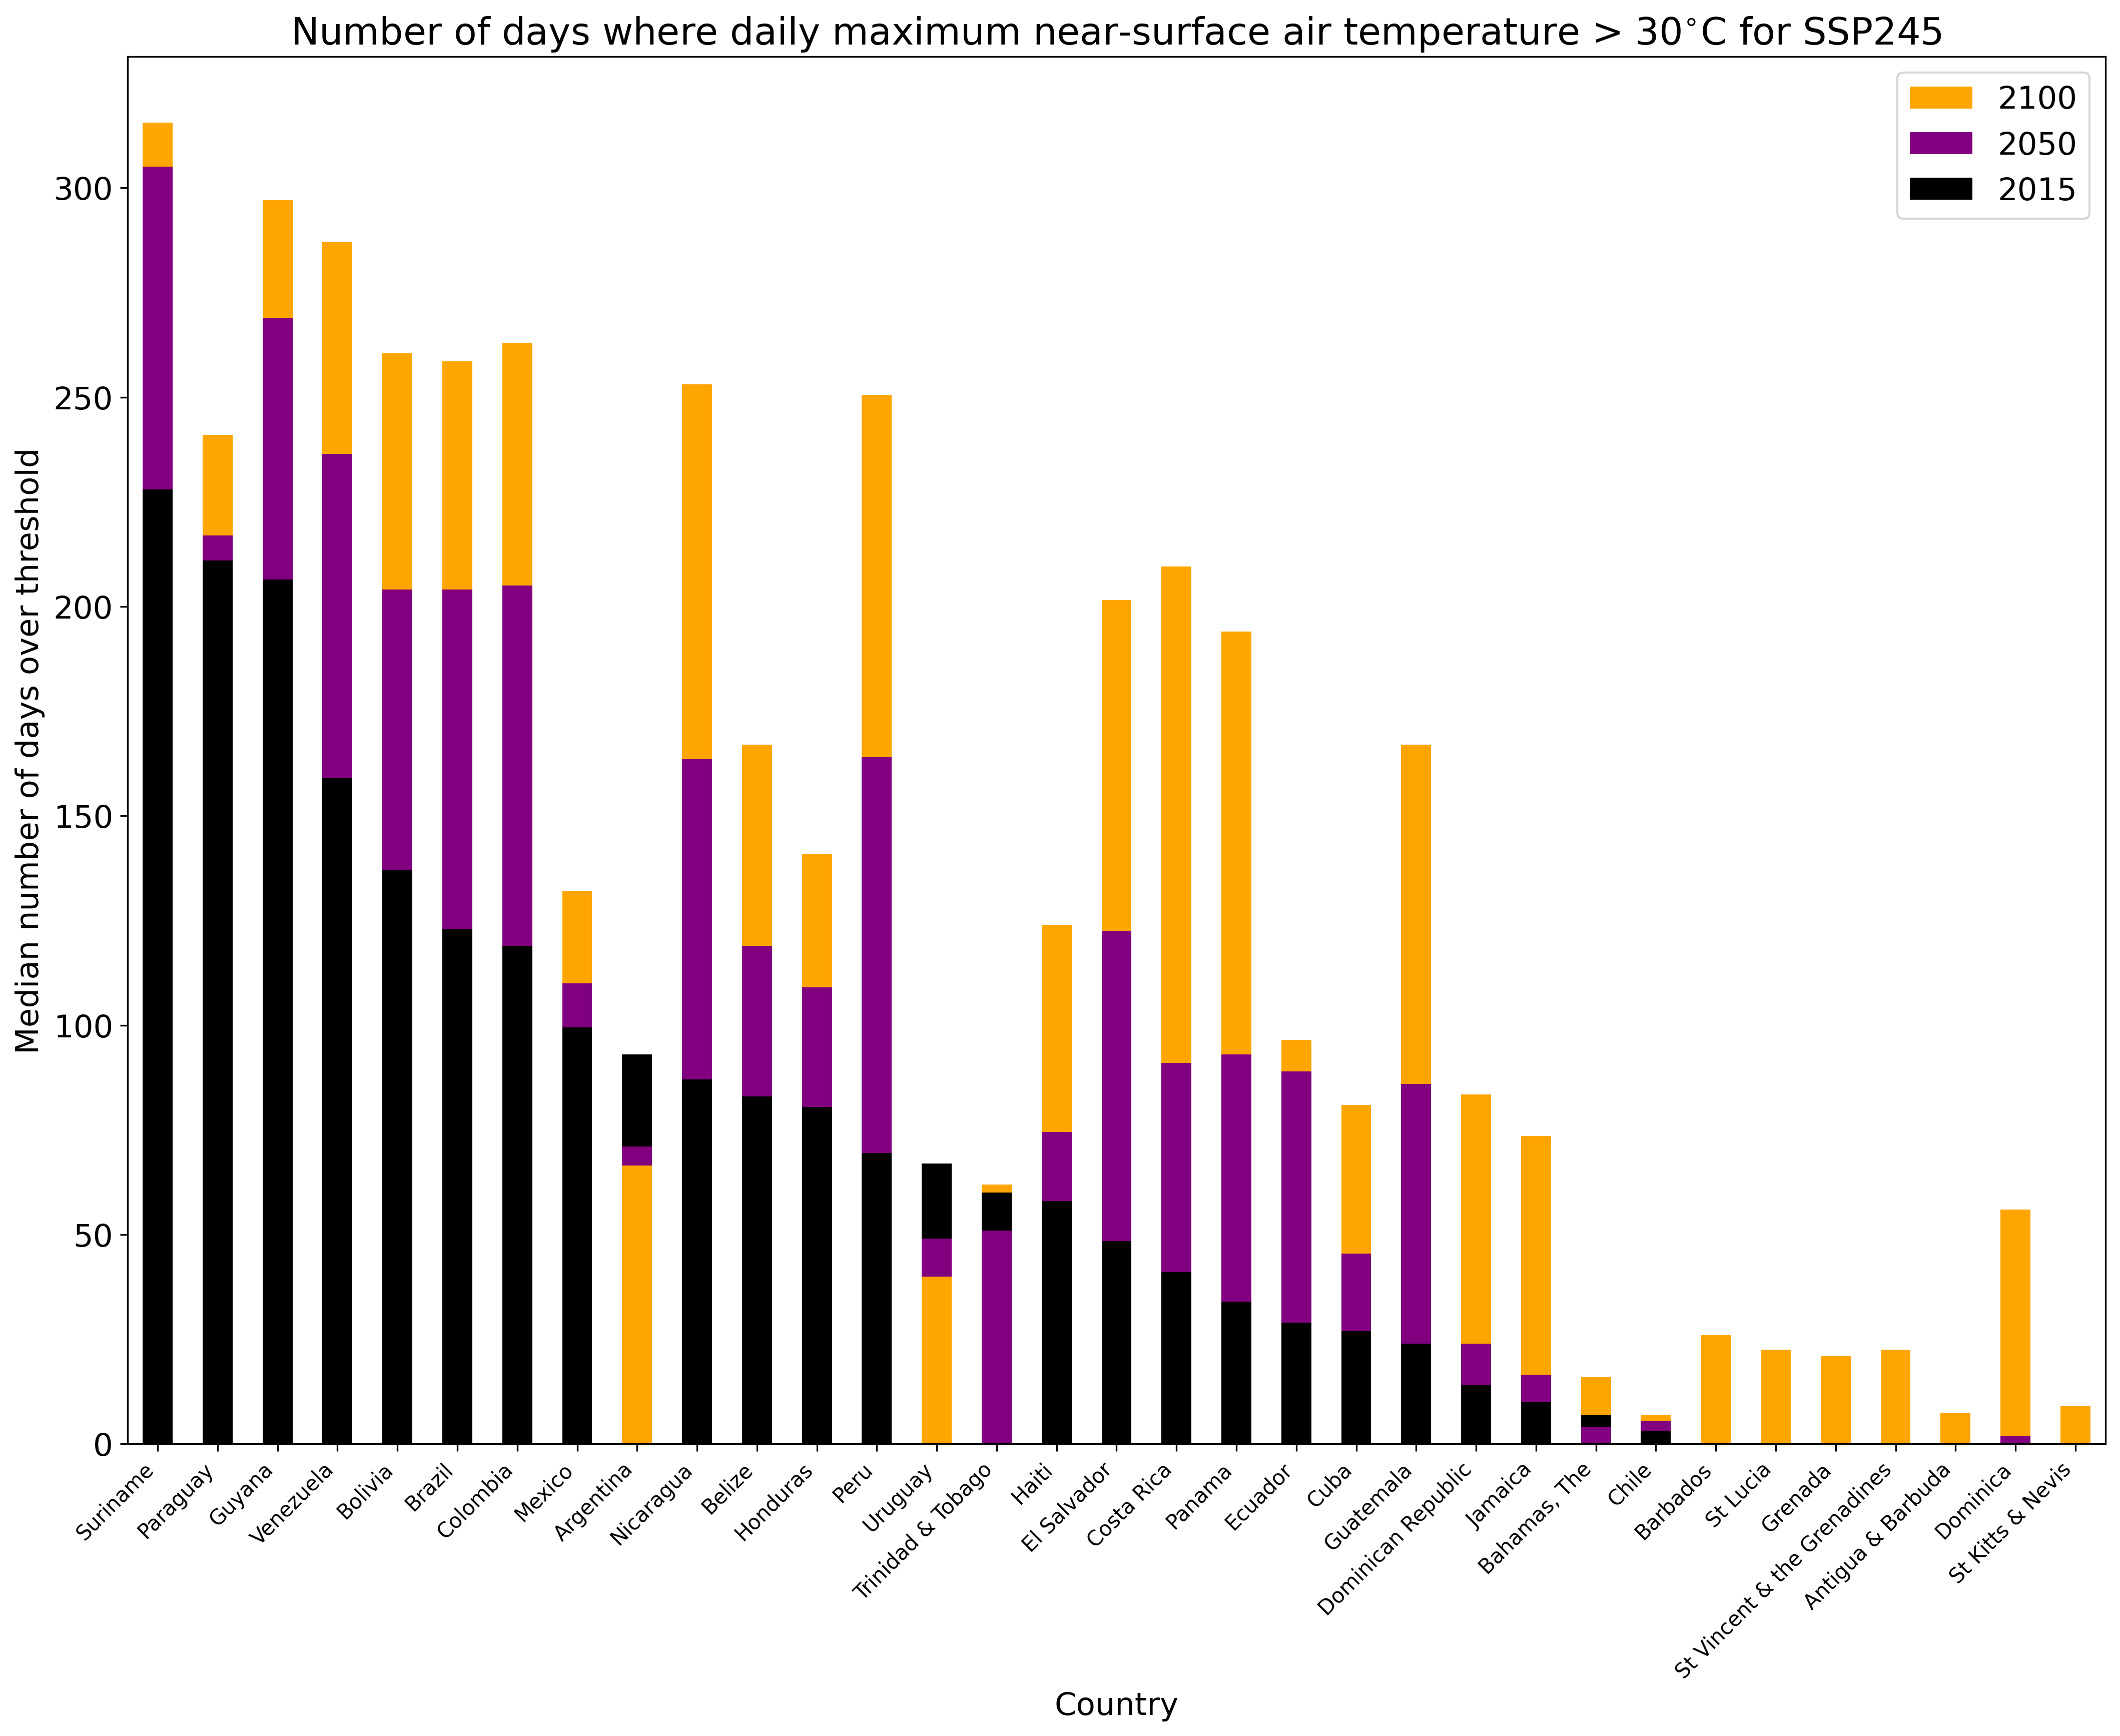 Number of days where daily maximum near-surface air temperature > 30°C for SSP245
2100
2050
2015
Median number of days over threshold
300
250
200
150
100
50
0
Suriname
Paraguay
Guyana
Venezuela
Bolivia
Brazil
Colombia
Mexico
Argentina
Nicaragua
Belize
Honduras
Peru
Uruguay
Trinidad & Tobago
Haiti
El Salvador
Costa Rica
Panama
Ecuador
Cuba
Guatemala
Dominican Republic
Jamaica
Bahamas, The
Chile
Barbados
St Lucia
Grenada
St Vincent & the Grenadines
Antigua & Barbuda
Dominica
St Kitts & Nevis
Country